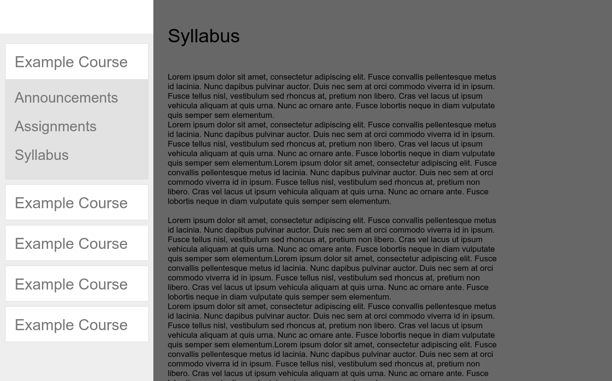 Example Course
Announcements
Assignments
Syllabus
Example Course
Example Course
Example Course
Example Course
Syllabus
Lorem ipsum dolor sit amet, consectetur adipiscing elit. Fusce convallis pellentesque metus
id lacinia. Nunc dapibus pulvinar auctor. Duis nec sem at orci commodo viverra id in ipsum.
Fusce tellus nisl, vestibulum sed rhoncus at, pretium non libero. Cras vel lacus ut ipsum
vehicula aliquam at quis urna. Nunc ac ornare ante. Fusce lobortis neque in diam vulputate
quis semper sem elementum.
Lorem ipsum dolor sit amet, consectetur adipiscing elit. Fusce convallis pellentesque metus
id lacinia. Nunc dapibus pulvinar auctor. Duis nec sem at orci commodo viverra id in ipsum.
Fusce tellus nisl, vestibulum sed rhoncus at, pretium non libero. Cras vel lacus ut ipsum
vehicula aliquam at quis urna. Nunc ac ornare ante. Fusce lobortis neque in diam vulputate
quis semper sem elementum.Lorem ipsum dolor sit amet, consectetur adipiscing elit. Fusce
convallis pellentesque metus id lacinia. Nunc dapibus pulvinar auctor. Duis nec sem at orci
commodo viverra id in ipsum. Fusce tellus nisl, vestibulum sed rhoncus at, pretium non
libero. Cras vel lacus ut ipsum vehicula aliquam at quis urna. Nunc ac ornare ante. Fusce
lobortis neque in diam vulputate quis semper sem elementum.
Lorem ipsum dolor sit amet, consectetur adipiscing elit. Fusce convallis pellentesque metus
id lacinia. Nunc dapibus pulvinar auctor. Duis nec sem at orci commodo viverra id in ipsum.
Fusce tellus nisl, vestibulum sed rhoncus at, pretium non libero. Cras vel lacus ut ipsum
vehicula aliquam at quis urna. Nunc ac ornare ante. Fusce lobortis neque in diam vulputate
quis semper sem elementum.Lorem ipsum dolor sit amet, consectetur adipiscing elit. Fusce
convallis pellentesque metus id lacinia. Nunc dapibus pulvinar auctor. Duis nec sem at orci
commodo viverra id in ipsum. Fusce tellus nisl, vestibulum sed rhoncus at, pretium non
libero. Cras vel lacus ut ipsum vehicula aliquam at quis urna. Nunc ac ornare ante. Fusce
lobortis neque in diam vulputate quis semper sem elementum.
Lorem ipsum dolor sit amet, consectetur adipiscing elit. Fusce convallis pellentesque metus
id lacinia. Nunc dapibus pulvinar auctor. Duis nec sem at orci commodo viverra id in ipsum.
Fusce tellus nisl, vestibulum sed rhoncus at, pretium non libero. Cras vel lacus ut ipsum
vehicula aliquam at quis urna. Nunc ac ornare ante. Fusce lobortis neque in diam vulputate
quis semper sem elementum.Lorem ipsum dolor sit amet, consectetur adipiscing elit. Fusce
convallis pellentesque metus id lacinia. Nunc dapibus pulvinar auctor. Duis nec sem at orci
commodo viverra id in ipsum. Fusce tellus nisl, vestibulum sed rhoncus at, pretium non
libero. Cras vel lacus ut ipsum vehicula aliquam at quis urna. Nunc ac ornare ante. Fusce